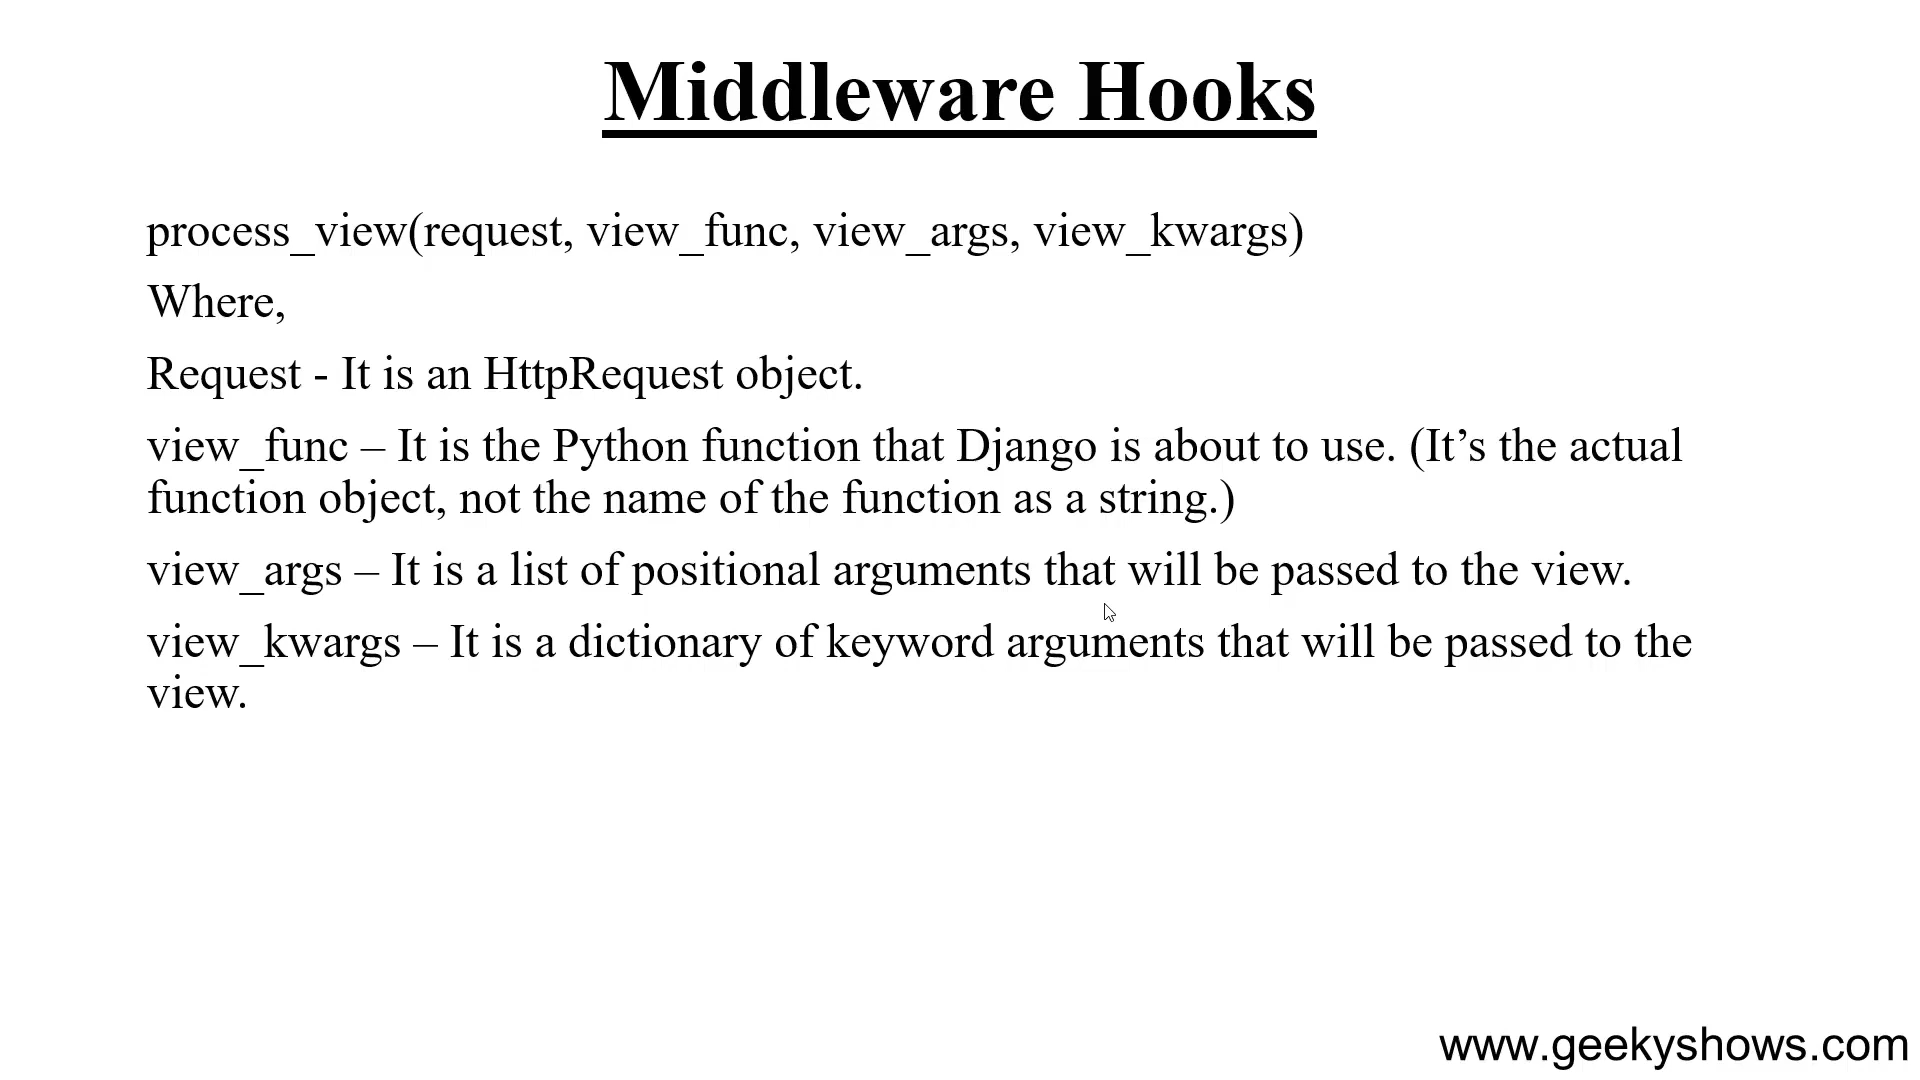 Middleware Hooks
process_view(request, view_func, view_args, view_kwargs)
Where,
Request - It is an HttpRequest object.
view_func – It is the Python function that Django is about to use. (It’s the actual
function object, not the name of the function as a string.)
view_args – It is a list of positional arguments that will be passed to the view.
view_kwargs – It is a dictionary of keyword arguments that will be passed to the
view.
www.geekyshows.com